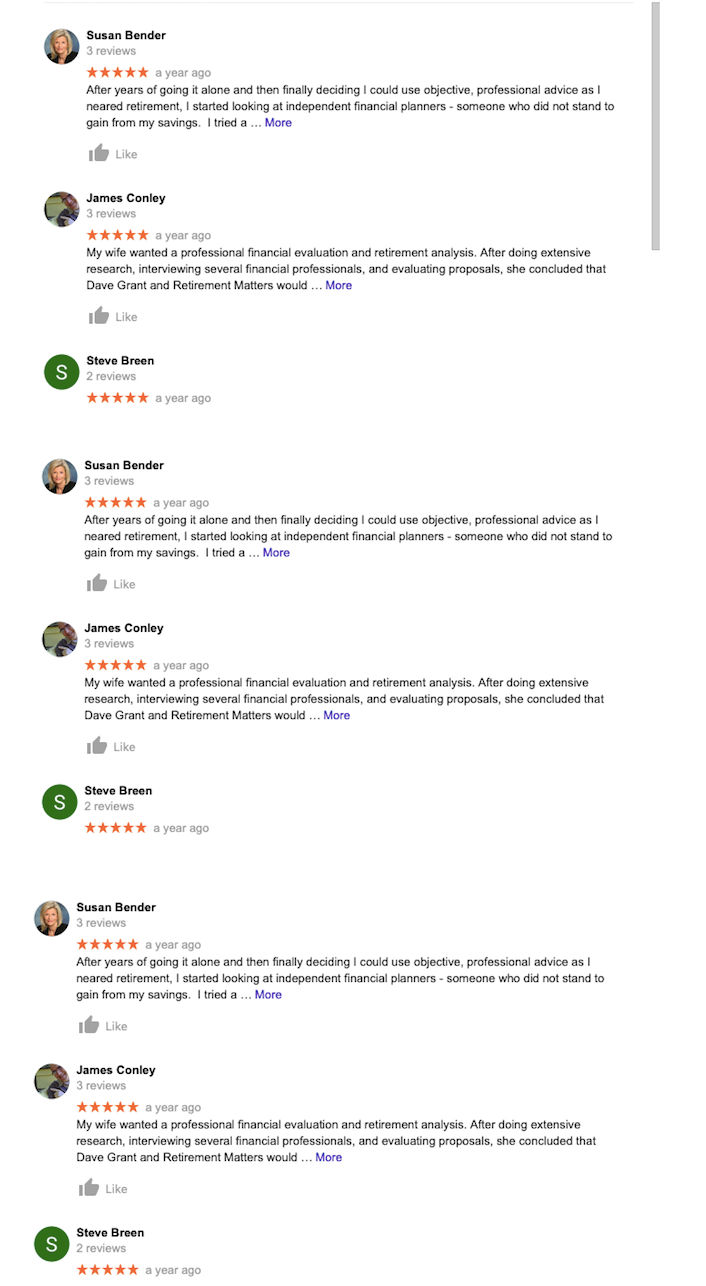 Susan Bender
3 reviews
★★★★★ a year ago
After years of going it alone and then finally deciding I could use objective, professional advice as I
neared retirement, I started looking at independent financial planners - someone who did not stand to
gain from my savings.  I tried a … More
Like
James Conley
3 reviews
★★★★★ a year ago
My wife wanted a professional financial evaluation and retirement analysis. After doing extensive
research, interviewing several financial professionals, and evaluating proposals, she concluded that
Dave Grant and Retirement Matters would … More
Like
S
Steve Breen
2 reviews
★★★★★ a year ago
Susan Bender
3 reviews
★★★★★ a year ago
After years of going it alone and then finally deciding I could use objective, professional advice as I
neared retirement, I started looking at independent financial planners - someone who did not stand to
gain from my savings.  I tried a … More
Like
James Conley
3 reviews
★★★★★ a year ago
My wife wanted a professional financial evaluation and retirement analysis. After doing extensive
research, interviewing several financial professionals, and evaluating proposals, she concluded that
Dave Grant and Retirement Matters would … More
Like
S
Steve Breen
2 reviews
★★★★★ a year ago
Susan Bender
3 reviews
★★★★★ a year ago
After years of going it alone and then finally deciding I could use objective, professional advice as I
neared retirement, I started looking at independent financial planners - someone who did not stand to
gain from my savings.  I tried a … More
Like
James Conley
3 reviews
★★★★★ a year ago
My wife wanted a professional financial evaluation and retirement analysis. After doing extensive
research, interviewing several financial professionals, and evaluating proposals, she concluded that
Dave Grant and Retirement Matters would … More
Like
S
Steve Breen
2 reviews
★★★★★ a year ago